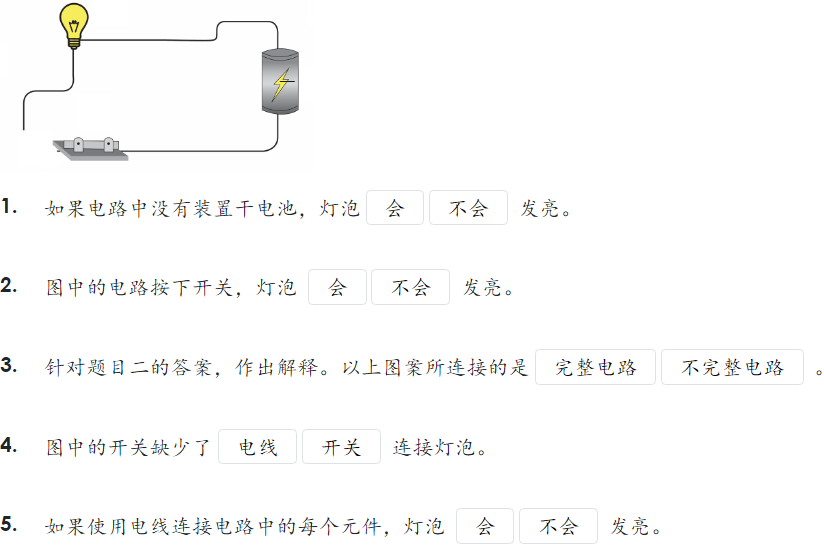 1. 如果电路中没有装置干电池，灯泡 会 不会 发亮。
2. 图中的电路按下开关，灯泡 会 不会 发亮。
3. 针对题目二的答案，作出解释。以上图案所连接的是 完整电路 不完整电路 。
4. 图中的开关缺少了 电线 开关 连接灯泡。
5. 如果使用电线连接电路中的每个元件，灯泡 会 不会 发亮。